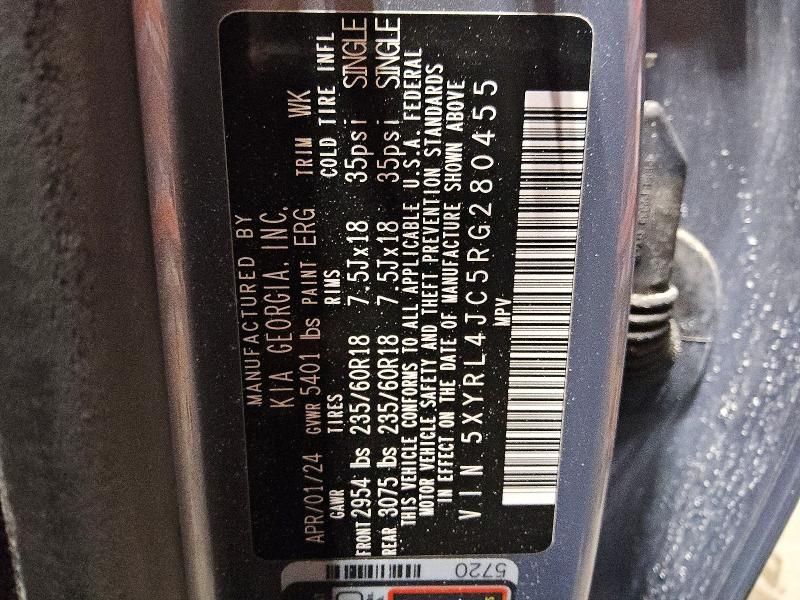 MANUFACTURED BY
KIA GEORGIA, INC.
APR/01/24 GVWR 5401 lbs PAINT ERG TRIM WK
GAWR TIRES RIMS COLD TIRE INFL
FRONT 2954 lbs 235/60R18 7.5Jx18 35psi SINGLE
REAR 3075 lbs 235/60R18 7.5Jx18 35psi SINGLE
THIS VEHICLE CONFORMS TO ALL APPLICABLE U.S.A. FEDERAL
MOTOR VEHICLE SAFETY AND THEFT PREVENTION STANDARDS
IN EFFECT ON THE DATE OF MANUFACTURE SHOWN ABOVE
VIN 5XYRL4JC5RG280455
MPV
5720